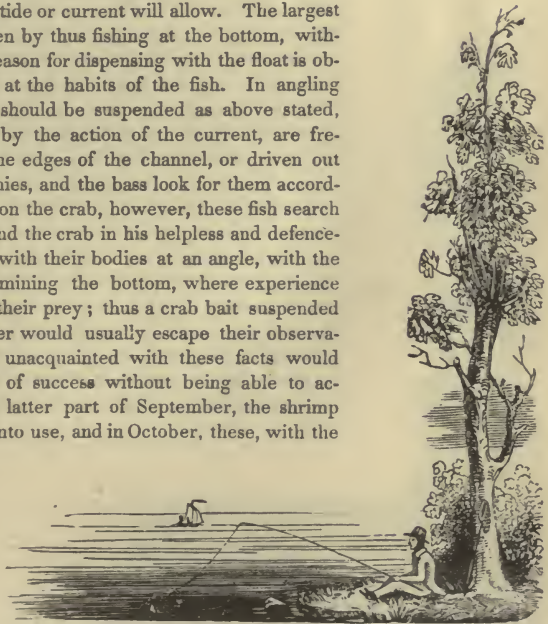 tide or current will allow. The largest
en by thus fishing at the bottom, with-
eason for dispensing with the float is ob-
at the habits of the fish. In angling
should be suspended as above stated,
by the action of the current, are fre-
ne edges of the channel, or driven out
nies, and the bass look for them accord-
on the crab, however, these fish search
nd the crab in his helpless and defence-
with their bodies at an angle, with the
mining the bottom, where experience
their prey; thus a crab bait suspended
er would usually escape their observa-
unacquainted with these facts would
of success without being able to ac-
latter part of September, the shrimp
nto use, and in October, these, with the